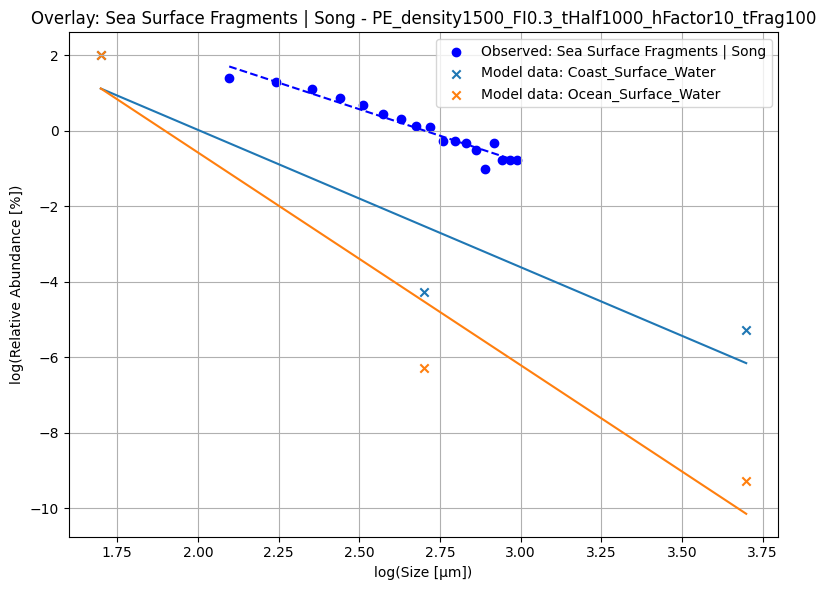 Overlay: Sea Surface Fragments | Song - PE_density1500_FI0.3_tHalf1000_hFactor10_tFrag100
Observed: Sea Surface Fragments | Song
Model data: Coast_Surface_Water
Model data: Ocean_Surface_Water
log(Relative Abundance [%])
2
0
−2
−4
−6
−8
−10
1.75 2.00 2.25 2.50 2.75 3.00 3.25 3.50 3.75
log(Size [μm])